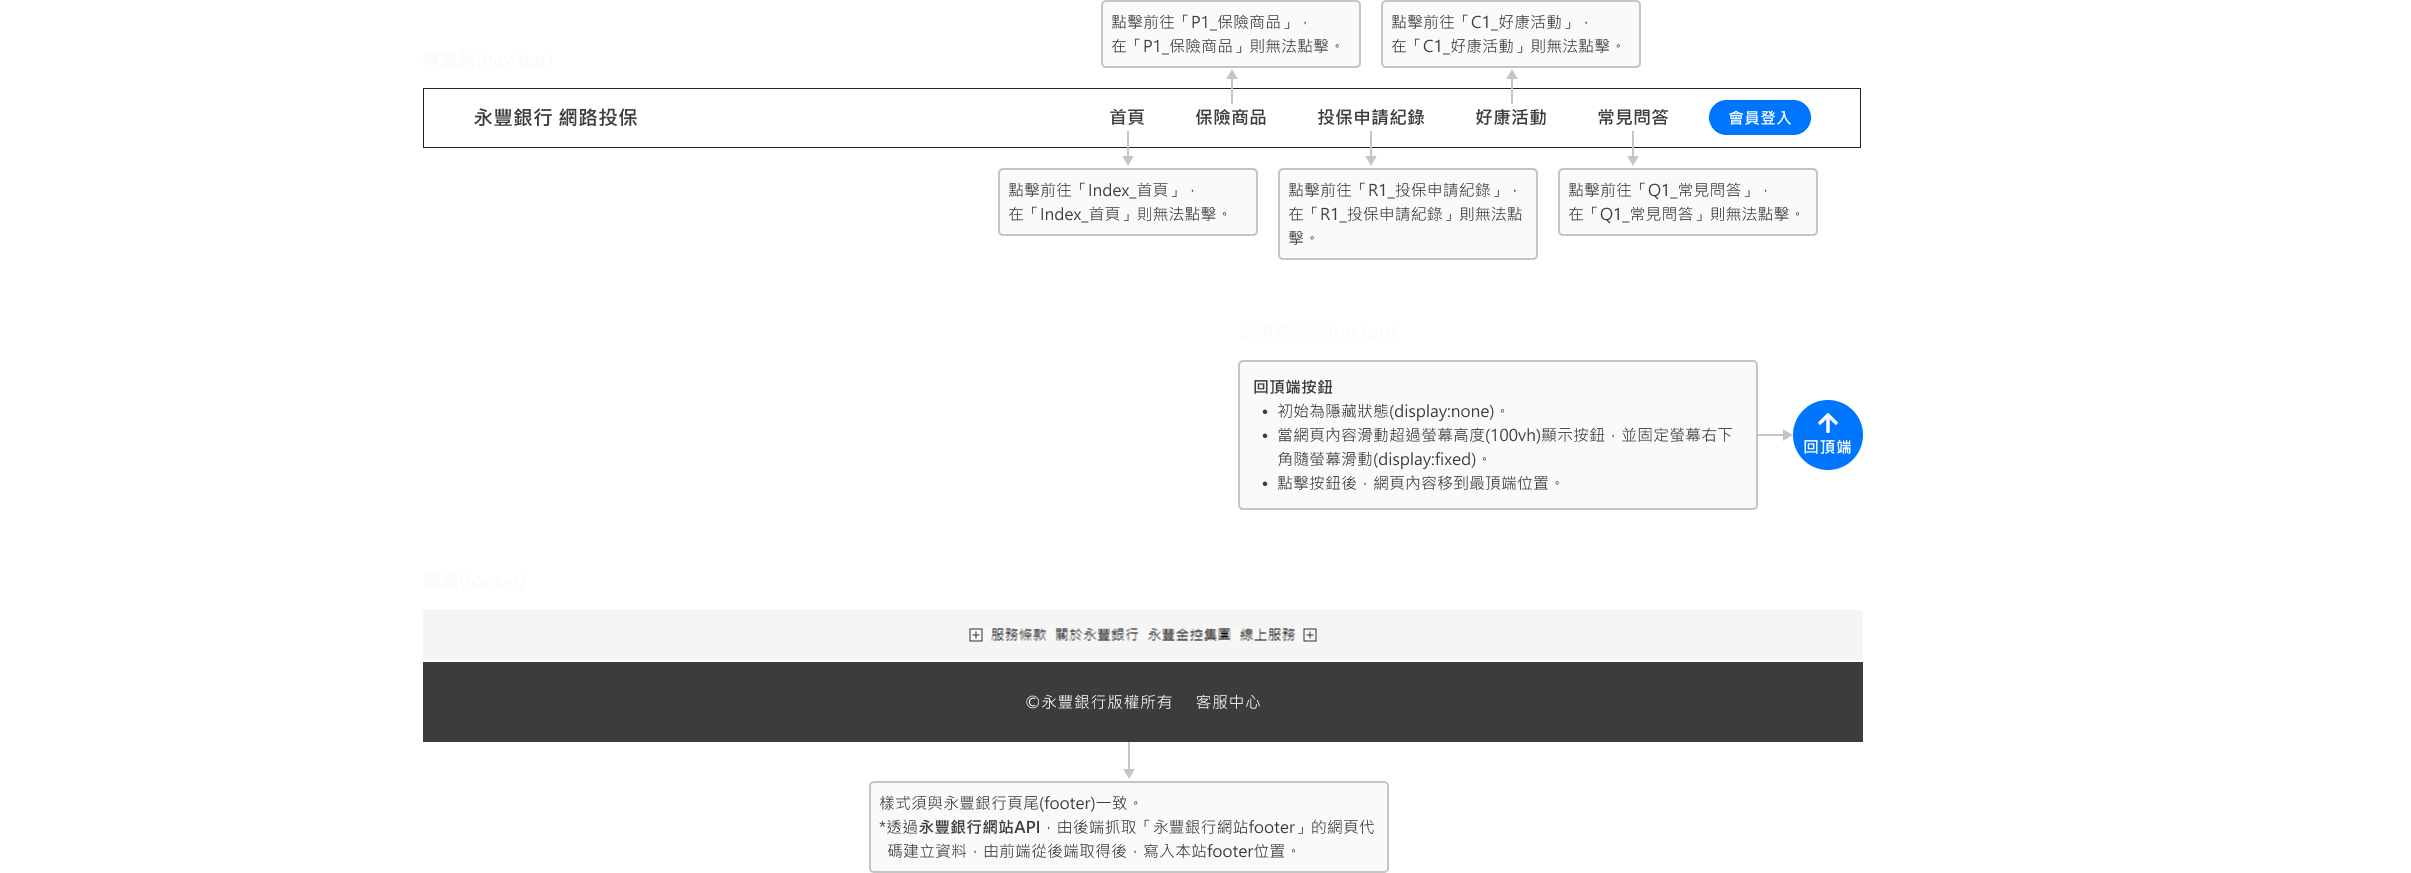 點擊前往「P1_保險商品」，
在「P1_保險商品」則無法點擊。
點擊前往「C1_好康活動」，
在「C1_好康活動」則無法點擊。
導覽列(nav bar)
永豐銀行 網路投保
首頁
保險商品
投保申請紀錄
好康活動
常見問答
會員登入
點擊前往「Index_首頁」，
在「Index_首頁」則無法點擊。
點擊前往「R1_投保申請紀錄」，
在「R1_投保申請紀錄」則無法點
擊。
點擊前往「Q1_常見問答」，
在「Q1_常見問答」則無法點擊。
回頂端按鈕(go top)
回頂端按鈕
• 初始為隱藏狀態(display:none)。
• 當網頁內容滑動超過螢幕高度(100vh)顯示按鈕，並固定螢幕右下
角隨螢幕滑動(display:fixed)。
• 點擊按鈕後，網頁內容移到最頂端位置。
回頂端
頁尾(footer)
服務條款 關於永豐銀行 永豐金控集團 線上服務
©永豐銀行版權所有 客服中心
樣式須與永豐銀行頁尾(footer)一致。
*透過永豐銀行網站API，由後端抓取「永豐銀行網站footer」的網頁代
碼建立資料，由前端從後端取得後，寫入本站footer位置。